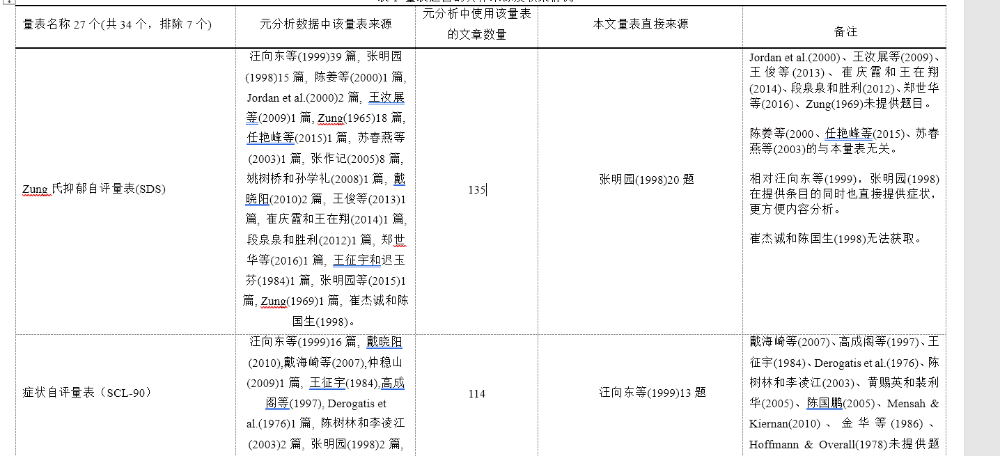 量表名称 27 个(共 34 个，排除 7 个)
元分析数据中该量表来源
元分析中使用该量表
的文章数量
本文量表直接来源
备注
Zung 氏抑郁自评量表(SDS)
汪向东等(1999)39 篇, 张明园
(1998)15 篇, 陈姜等(2000)1 篇,
Jordan et al.(2000)2 篇, 王汝展
等(2009)1 篇, Zung(1965)18 篇,
任艳峰等(2015)1 篇, 苏春燕等
(2003)1 篇, 张作记(2005)8 篇,
姚树桥和孙学礼(2008)1 篇, 戴
晓阳(2010)2 篇, 王俊等(2013)1
篇, 崔庆霞和王在翔(2014)1 篇,
段泉泉和胜利(2012)1 篇, 郑世
华等(2016)1 篇, 王征宇和迟玉
芬(1984)1 篇, 张明园等(2015)1
篇, Zung(1969)1 篇, 崔杰诚和陈
国生(1998)。
135
张明园(1998)20 题
Jordan et al.(2000)、王汝展等(2009)、
王俊等(2013)、崔庆霞和王在翔
(2014)、段泉泉和胜利(2012)、郑世华
等(2016)、Zung(1969)未提供题目。
陈姜等(2000、任艳峰等(2015)、苏春
燕等(2003)的与本量表无关。
相对汪向东等(1999)，张明园(1998)
在提供条目的同时也直接提供症状，
更方便内容分析。
崔杰诚和陈国生(1998)无法获取。
症状自评量表（SCL-90）
汪向东等(1999)16 篇, 戴晓阳
(2010),戴海崎等(2007),仲稳山
(2009)1 篇, 王征宇(1984),高成
阁等(1997), Derogatis et
al.(1976)1 篇, 陈树林和李凌江
(2003)2 篇, 张明园(1998)2 篇,
114
汪向东等(1999)13 题
戴海崎等(2007)、高成阁等(1997)、王
征宇(1984)、Derogatis et al.(1976)、陈
树林和李凌江(2003)、黄赐英和裴利
华(2005)、陈国鹏(2005)、Mensah &
Kiernan(2010)、金华等(1986)、
Hoffmann & Overall(1978)未提供题